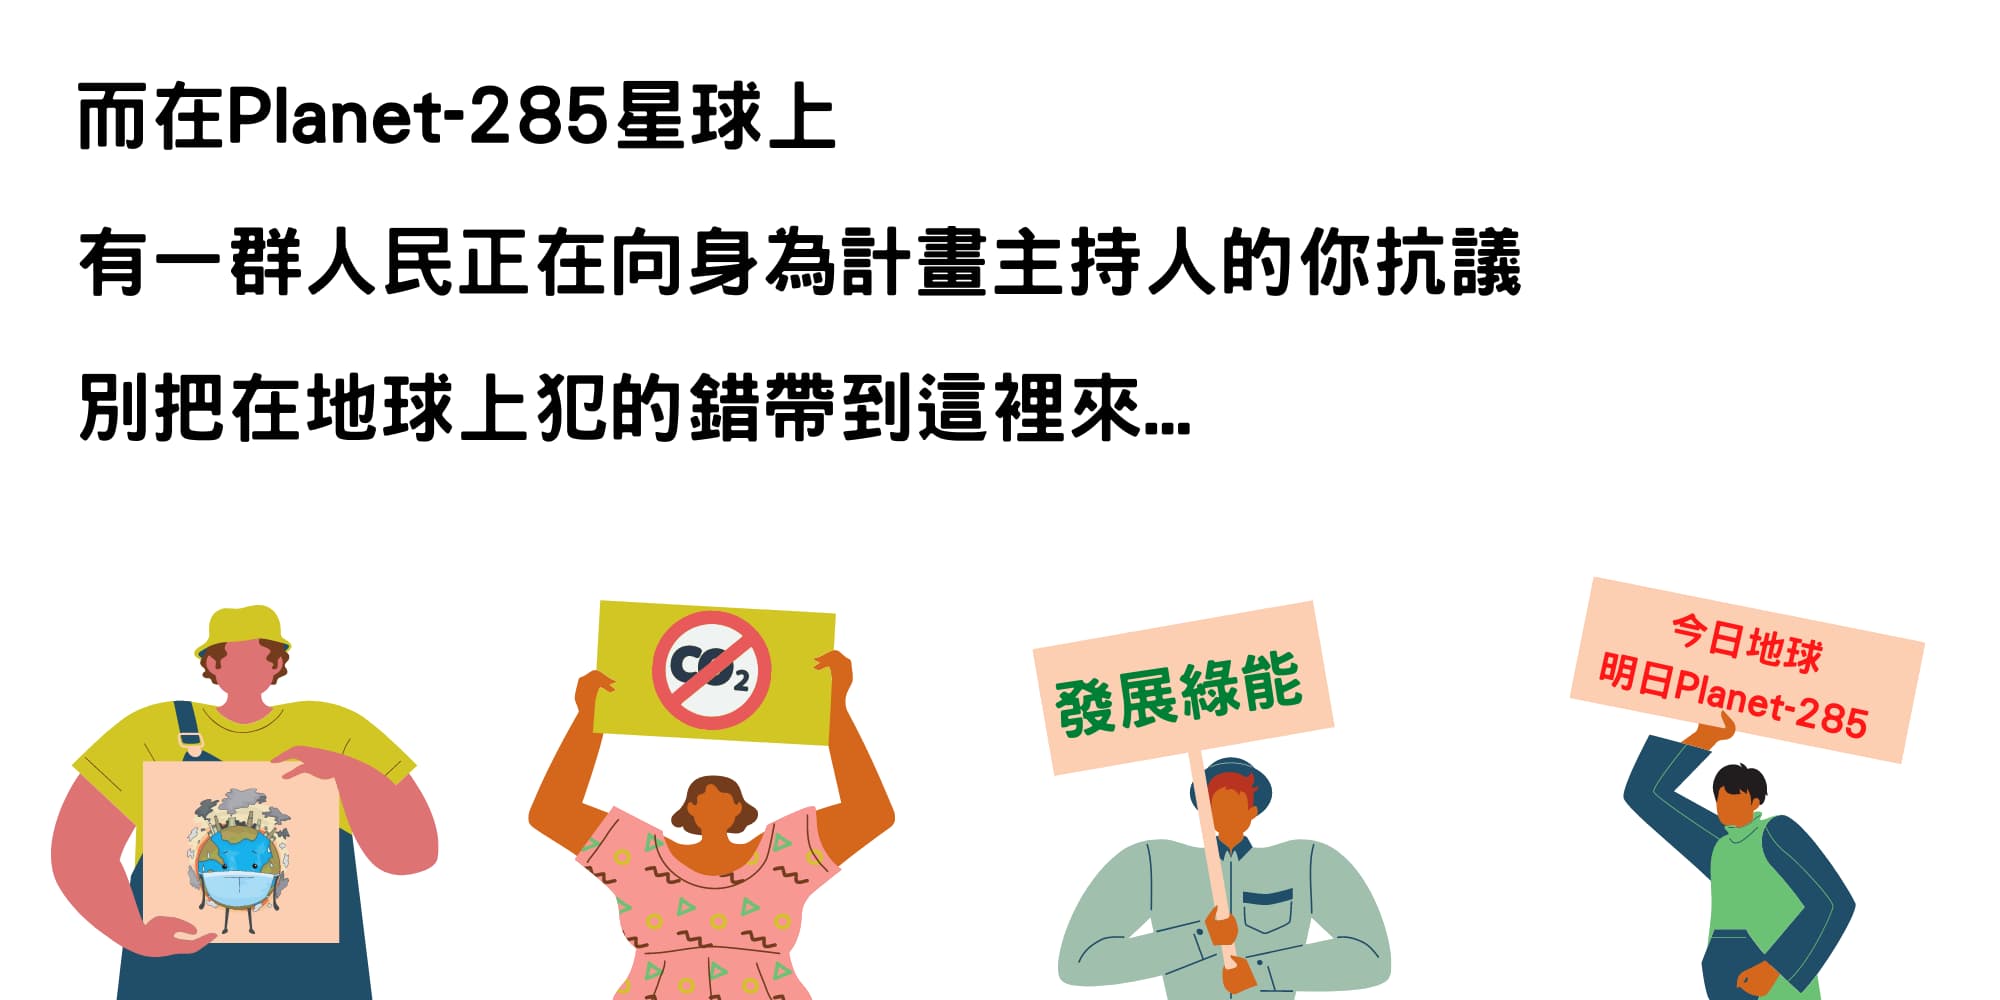 而在Planet-285星球上
有一群人民正在向身為計畫主持人的你抗議
別把在地球上犯的錯帶到這裡來...
CO2
發展綠能
今日地球
明日Planet-285